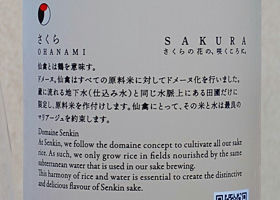 さくら
OHANAMI
SAKURA
さくらの花の、咲くころに。
仙禽とは鶴を意味す。
ドメーヌ、仙禽はすべての原料米に対してドメーヌ化を行いました。
蔵に流れる地下水(仕込み水)と同じ水脈上にある田圃だけに
限定し、原料米を作付けします。仙禽にとって、その米と水は最良の
マリアージュを約束します。
Domaine Senkin
At Senkin, we follow the domaine concept to cultivate all our sake
rice. As such, we only grow rice in fields nourished by the same
subterranean water that is used in our sake brewing.
This harmony of rice and water is essential to create the distinctive
and delicious flavour of Senkin sake.